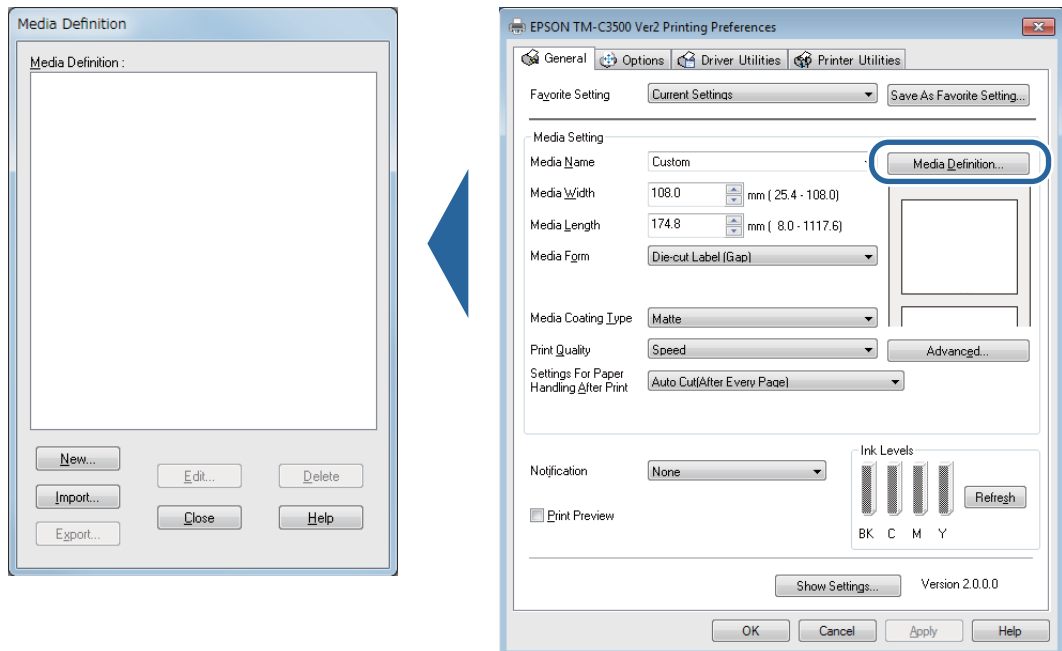 Media Definition
Media Definition :
New...
Edit...
Delete
Import...
Close
Help
Export...
EPSON TM-C3500 Ver2 Printing Preferences
General
Options
Driver Utilities
Printer Utilities
Favorite Setting
Current Settings
Save As Favorite Setting...
Media Setting
Media Name
Custom
Media Definition...
Media Width
108.0
mm ( 25.4 - 108.0)
Media Length
174.8
mm ( 8.0 - 1117.6)
Media Form
Die-cut Label (Gap)
Media Coating Type
Matte
Print Quality
Speed
Advanced...
Settings For Paper
Handling After Print
Auto Cut(After Every Page)
Notification
None
Ink Levels
Refresh
Print Preview
BK C M Y
Show Settings...
Version 2.0.0.0
OK
Cancel
Apply
Help